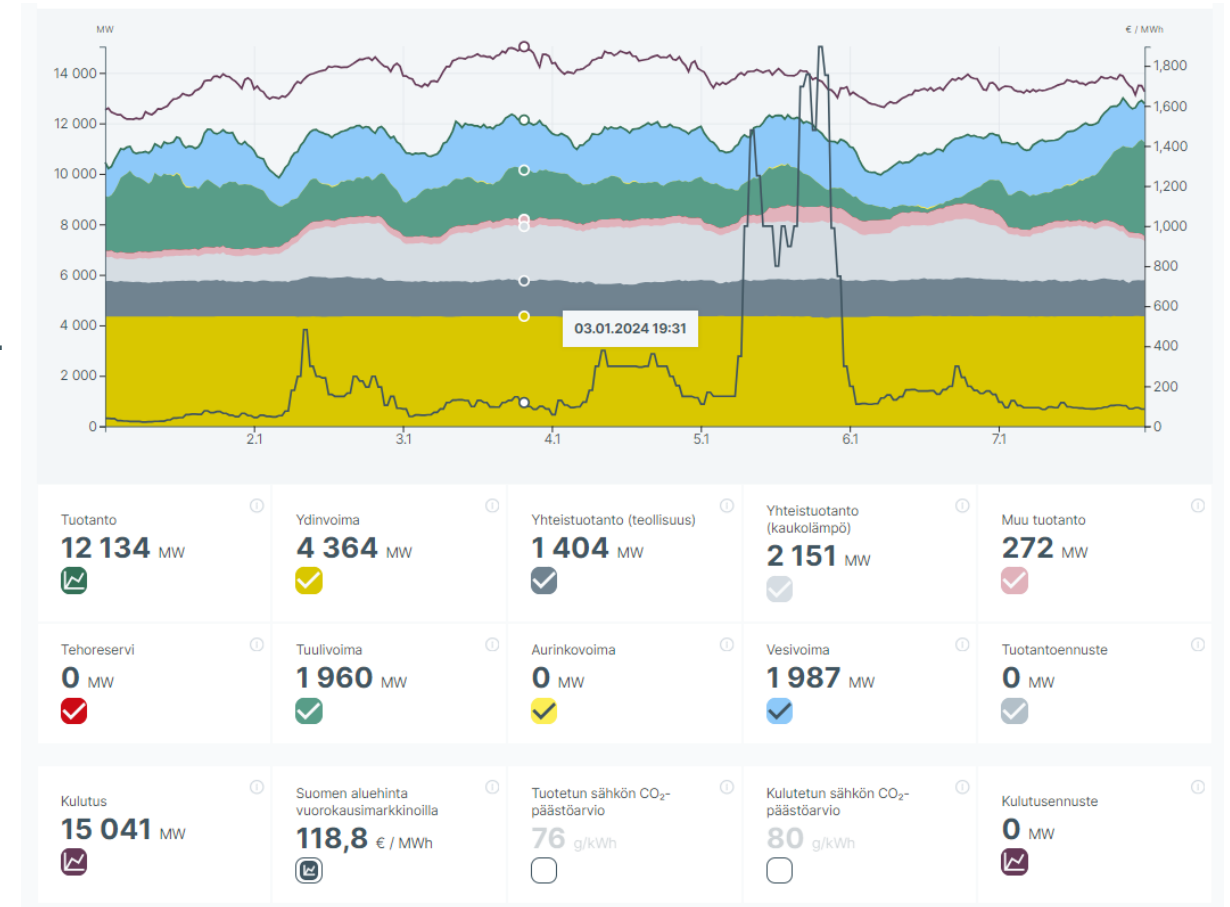 MW
€ / MWh
14 000
12 000
10 000
8 000
6 000
4 000
2 000
0
1,800
1,600
1,400
1,200
1,000
800
600
400
200
0
03.01.2024 19:31
2.1
3.1
4.1
5.1
6.1
7.1
Tuotanto
12 134 MW
Ydinvoima
4 364 MW
Yhteistuotanto (teollisuus)
1 404 MW
Yhteistuotanto
(kaukolämpö)
2 151 MW
Muu tuotanto
272 MW
Tehoreservi
0 MW
Tuulivoima
1 960 MW
Aurinkovoima
0 MW
Vesivoima
1 987 MW
Tuotantoennuste
0 MW
Kulutus
15 041 MW
Suomen aluehinta
vuorokausimarkkinoilla
118,8 € / MWh
Tuotetun sähkön CO₂-
päästöarvio
76 g/kWh
Kulutetun sähkön CO₂-
päästöarvio
80 g/kWh
Kulutusennuste
0 MW